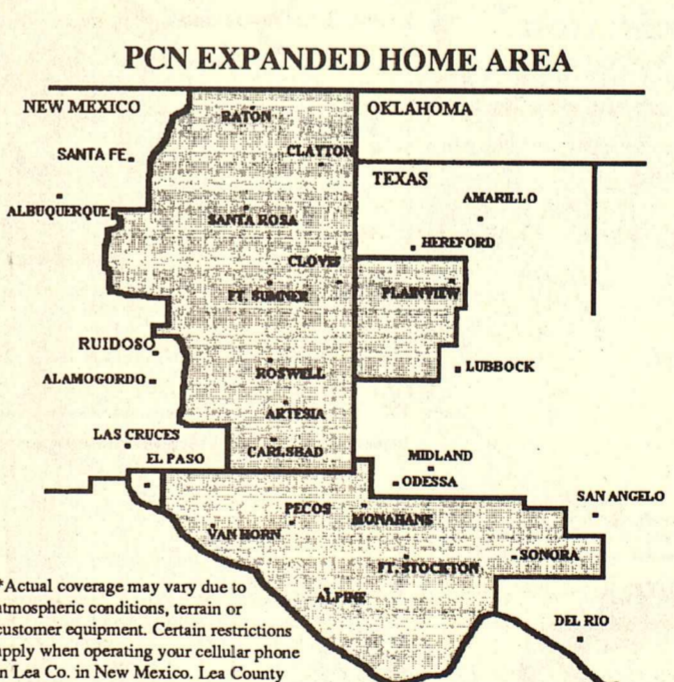 PCN EXPANDED HOME AREA
NEW MEXICO
RATON
OKLAHOMA
SANTA FE
CLAYTON
TEXAS
AMARILLO
ALBUQUERQUE
SANTA ROSA
HEREFORD
CLOVIS
FT. SUMNER
PLAINVIEW
RUIDOSO
ROSWELL
LUBBOCK
ALAMOGORDO
ARTESIA
LAS CRUCES
CARLSBAD
MIDLAND
EL PASO
ODESSA
SAN ANGELO
PECOS
MONAHANS
VAN HORN
SONORA
FT. STOCKTON
ALPINE
DEL RIO
*Actual coverage may vary due to
atmospheric conditions, terrain or
customer equipment. Certain restrictions
apply when operating your cellular phone
in Lea Co. in New Mexico. Lea County